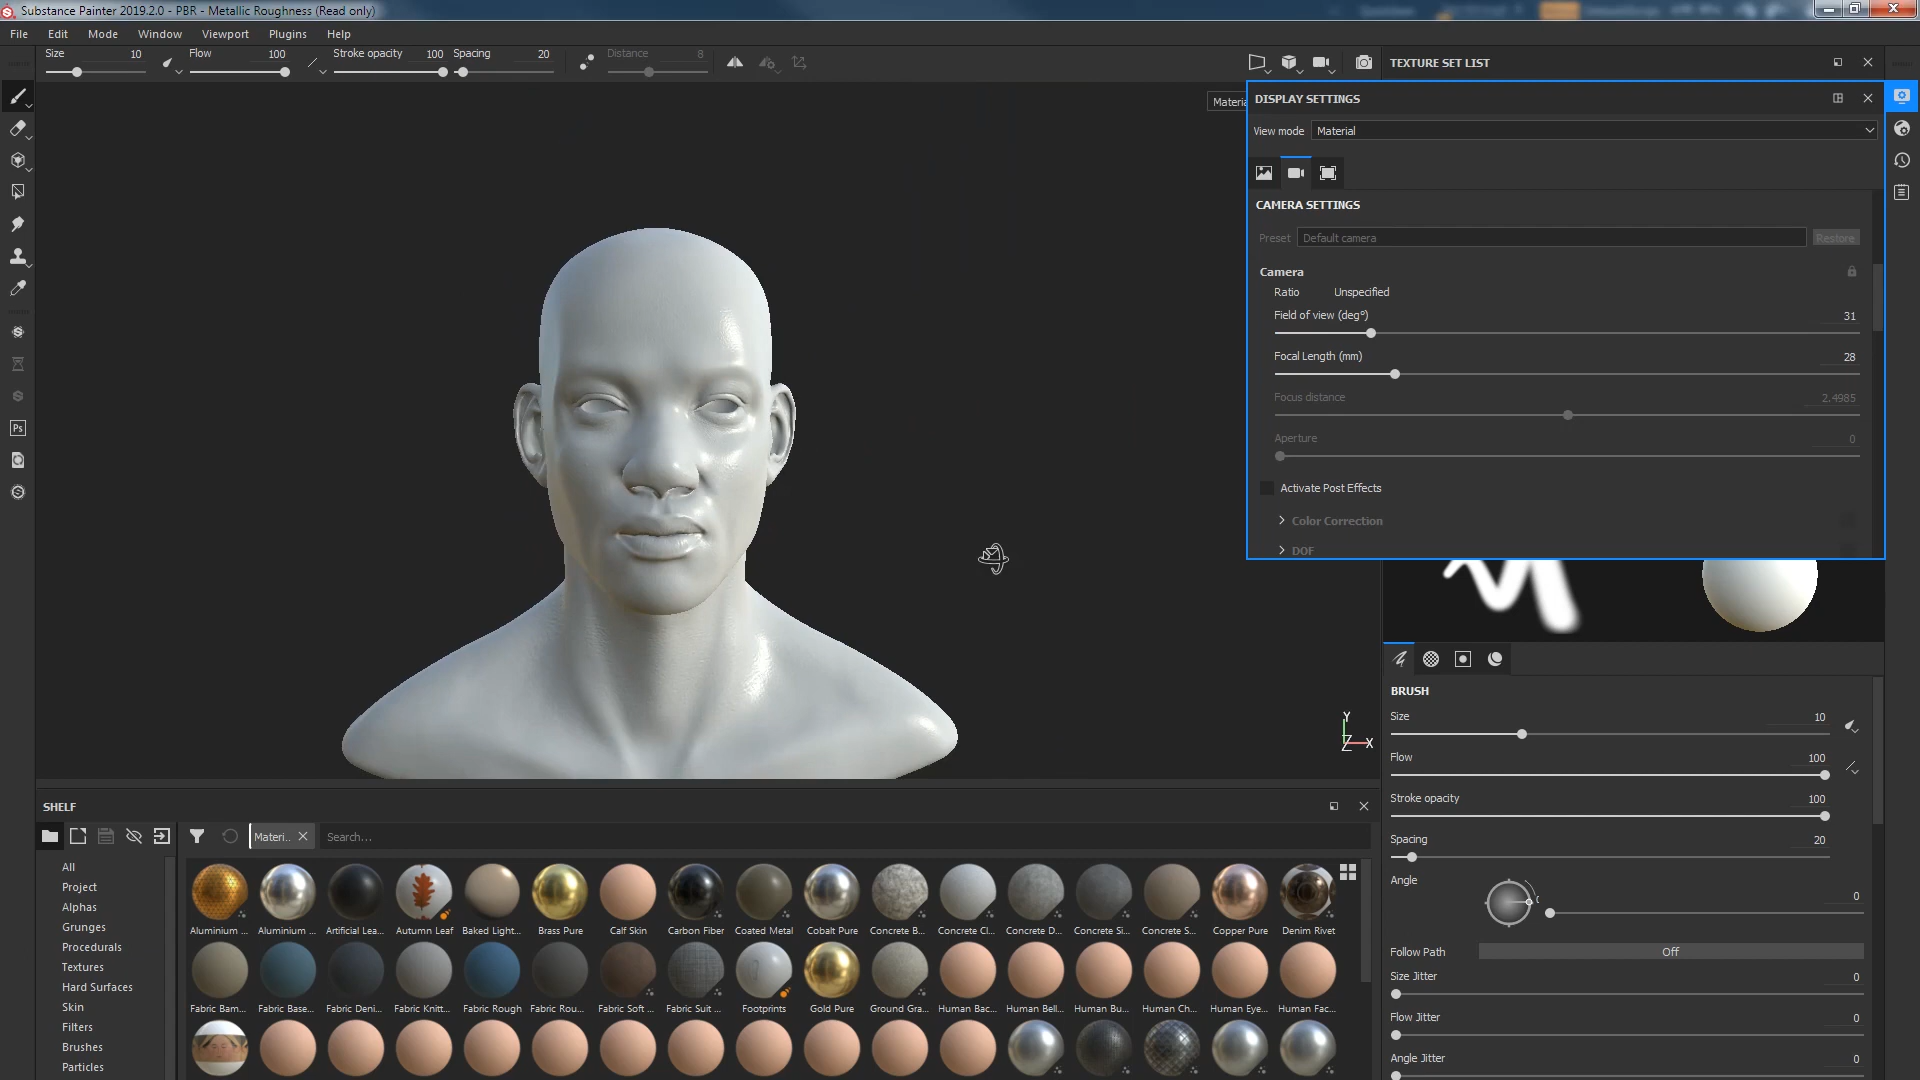 Substance Painter 2019.2.0 - PBR - Metallic Roughness (Read only)
File Edit Mode Window Viewport Plugins Help
Size 10 Flow 100 Stroke opacity 100 Spacing 20 Distance 8
TEXTURE SET LIST
Materia
DISPLAY SETTINGS
View mode Material
CAMERA SETTINGS
Preset Default camera Restore
Camera
Ratio Unspecified
Field of view (deg°) 31
Focal Length (mm) 28
Focus distance 2.4985
Aperture 0
Activate Post Effects
Color Correction
DOF
Ps
Y
Z X
BRUSH
Size 10
Flow 100
Stroke opacity 100
Spacing 20
Angle 0
Follow Path Off
Size Jitter 0
Flow Jitter 0
Angle Jitter 0
SHELF
Materi.. Search...
All
Project
Alphas
Grunges
Procedurals
Textures
Hard Surfaces
Skin
Filters
Brushes
Particles
Aluminium ... Aluminium ... Artificial Lea... Autumn Leaf Baked Light... Brass Pure Calf Skin Carbon Fiber Coated Metal Cobalt Pure Concrete B... Concrete Cl... Concrete D... Concrete Si... Concrete S... Copper Pure Denim Rivet
Fabric Bam... Fabric Base... Fabric Deni... Fabric Knitt... Fabric Rough Fabric Rou... Fabric Soft ... Fabric Suit ... Footprints Gold Pure Ground Gra... Human Bac... Human Bell... Human Bu... Human Ch... Human Eye... Human Fac...